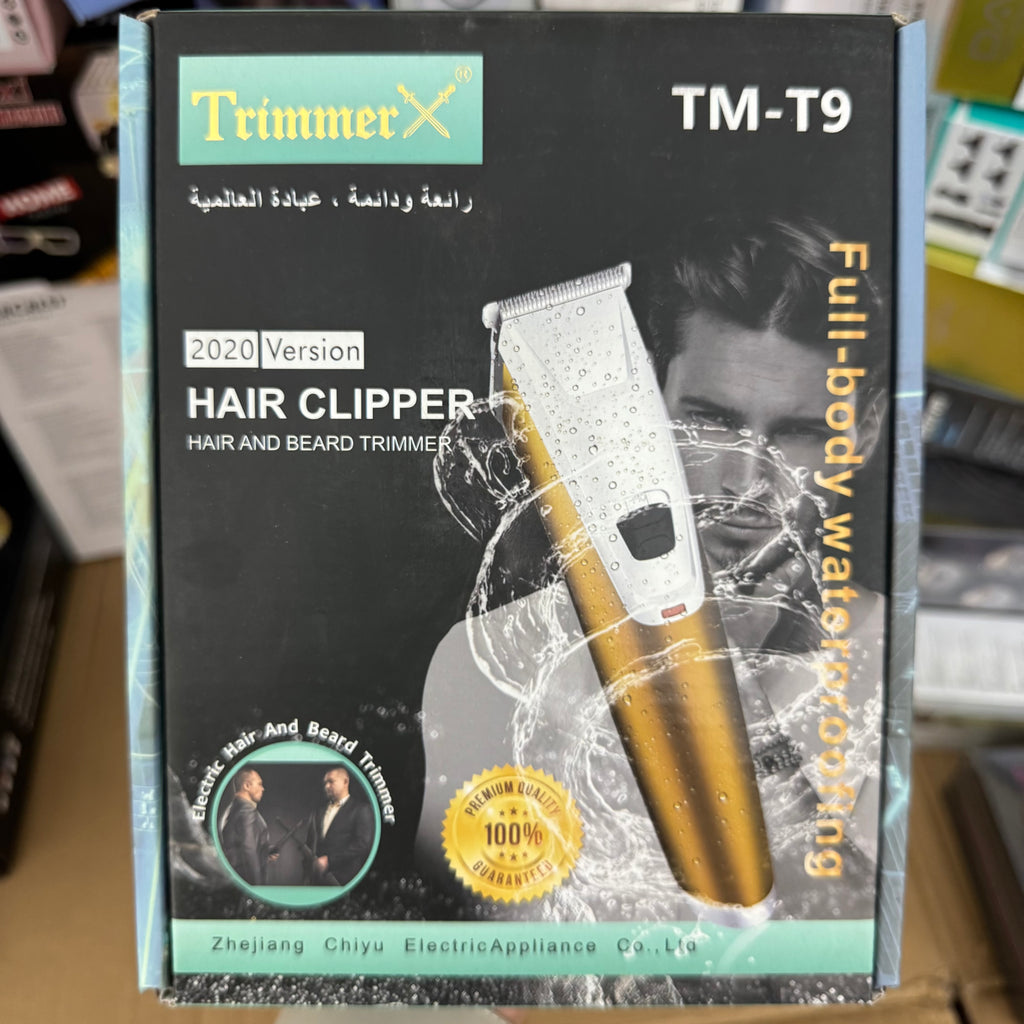 TrimmerX®
TM-T9
رائعة ودائمة ، عبادة العالمية
2020 Version
HAIR CLIPPER
HAIR AND BEARD TRIMMER
Full-body waterproofing
Electric Hair And Beard Trimmer
PREMIUM QUALITY
100%
GUARANTEED
Zhejiang Chiyu ElectricAppliance Co.,Ltd
HOME